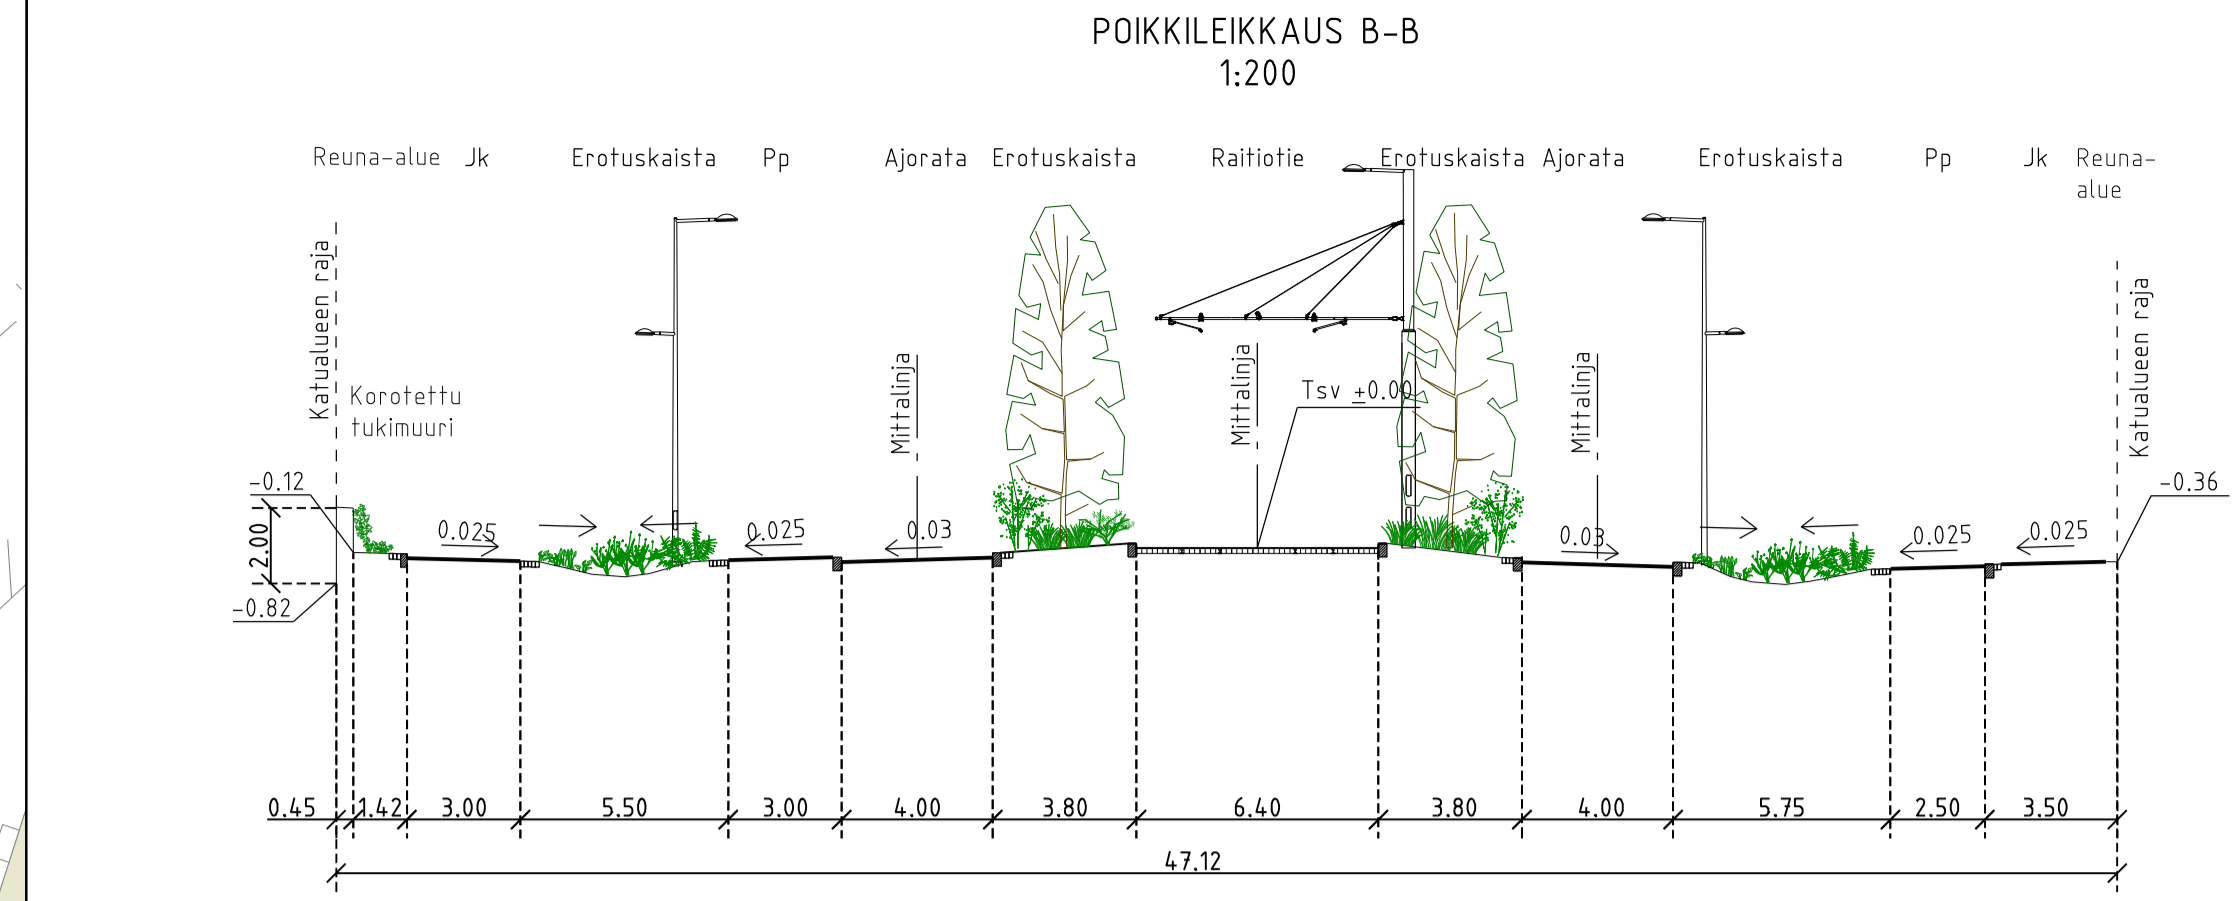 POIKKILEIKKAUS B-B
1:200
Reuna-alue Jk Erotuskaista Pp Ajorata Erotuskaista Raitiotie Erotuskaista Ajorata Erotuskaista Pp Jk Reuna-
alue
Katualueen raja
Korotettu
tukimuuri
Mittalinja
Mittalinja
Tsv ±0.00
Mittalinja
Katualueen raja
-0.12
2.00
-0.82
0.025
0.025
0.03
0.03
0.025
0.025
-0.36
0.45 1.42 3.00 5.50 3.00 4.00 3.80 6.40 3.80 4.00 5.75 2.50 3.50
47.12